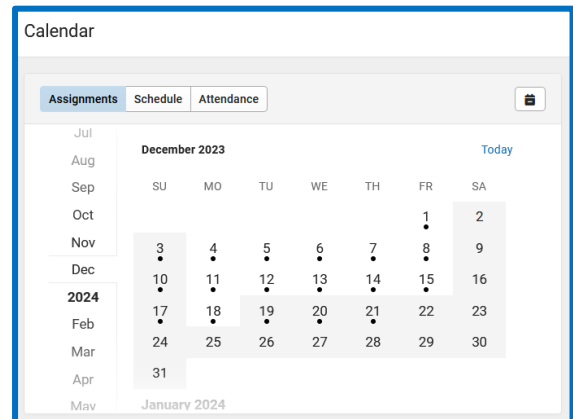 Calendar
Assignments Schedule Attendance
Jul
Aug
Sep
Oct
Nov
Dec
2024
Feb
Mar
Apr
May
December 2023 Today
SU MO TU WE TH FR SA
1 2
3 4 5 6 7 8 9
10 11 12 13 14 15 16
17 18 19 20 21 22 23
24 25 26 27 28 29 30
31
January 2024